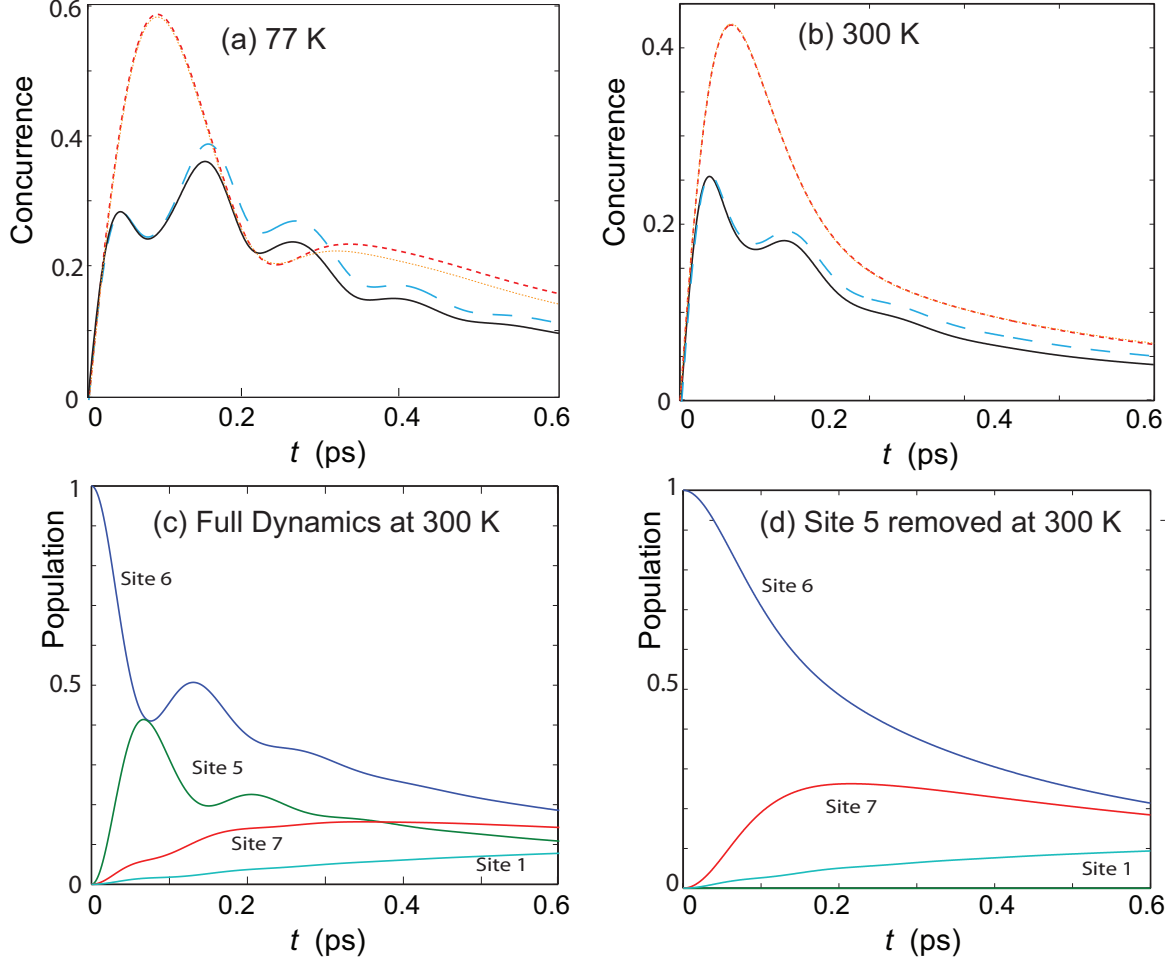 (a) 77 K
Concurrence
0.6
0.4
0.2
0
0
0.2
0.4
0.6
t (ps)
(b) 300 K
Concurrence
0.4
0.2
0
0
0.2
0.4
0.6
t (ps)
(c) Full Dynamics at 300 K
Population
1
0.5
0
Site 6
Site 5
Site 7
Site 1
0
0.2
0.4
0.6
t (ps)
(d) Site 5 removed at 300 K
Population
1
0.5
0
Site 6
Site 7
Site 1
0
0.2
0.4
0.6
t (ps)